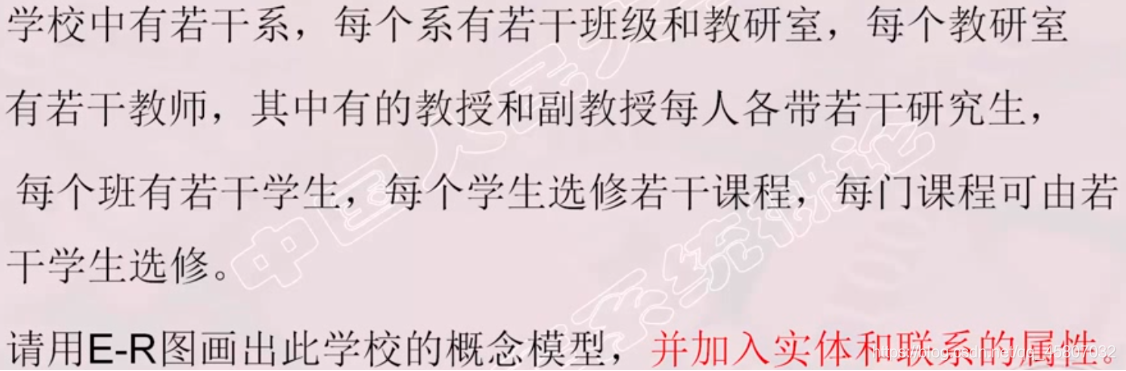 学校中有若干系，每个系有若干班级和教研室，每个教研室
有若干教师，其中有的教授和副教授每人各带若干研究生，
每个班有若干学生，每个学生选修若干课程，每门课程可由若
干学生选修。
请用E-R图画出此学校的概念模型，并加入实体和联系的属性。